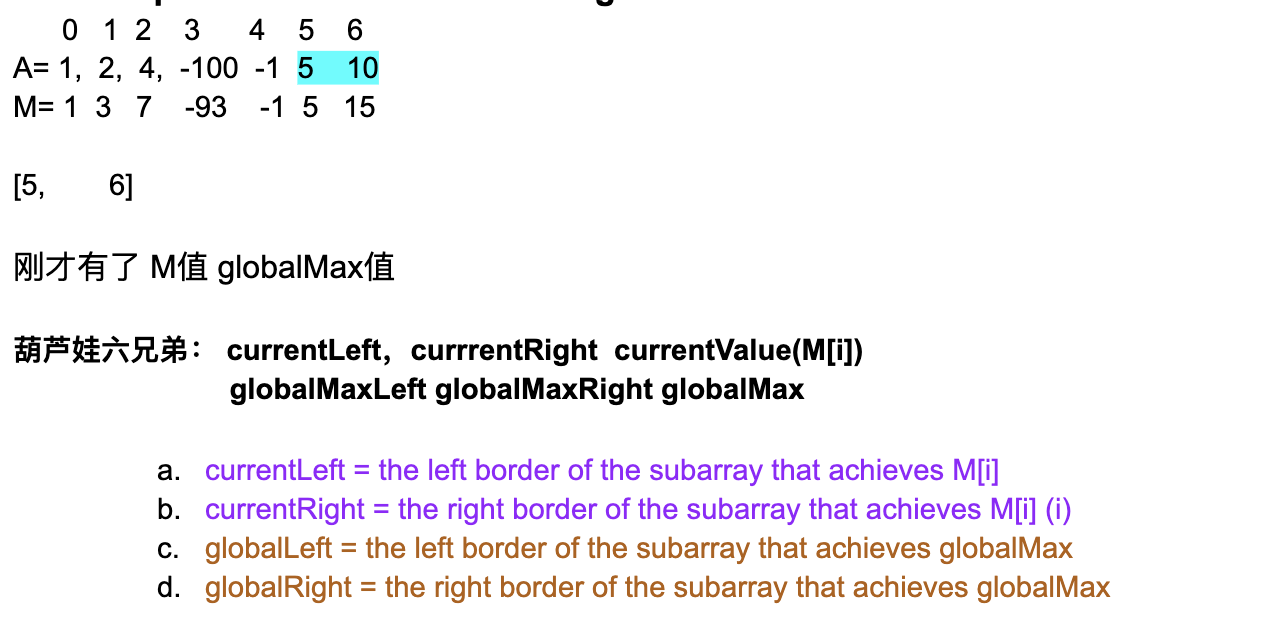 0 1 2 3 4 5 6
A= 1, 2, 4, -100 -1 5 10
M= 1 3 7 -93 -1 5 15
[5, 6]
刚才有了 M值 globalMax值
葫芦娃六兄弟： currentLeft，currrentRight currentValue(M[i])
globalMaxLeft globalMaxRight globalMax
a. currentLeft = the left border of the subarray that achieves M[i]
b. currentRight = the right border of the subarray that achieves M[i] (i)
c. globalLeft = the left border of the subarray that achieves globalMax
d. globalRight = the right border of the subarray that achieves globalMax